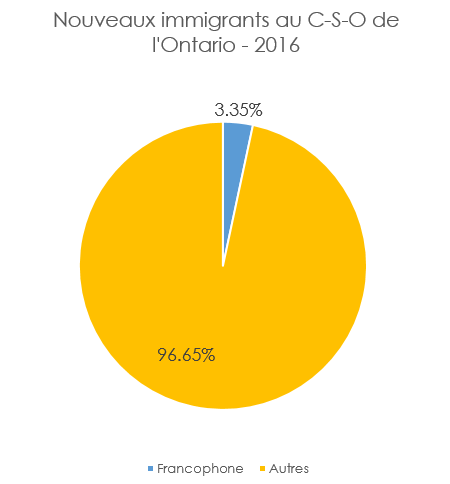 Nouveaux immigrants au C-S-O de
l'Ontario - 2016
3.35%
96.65%
Francophone Autres